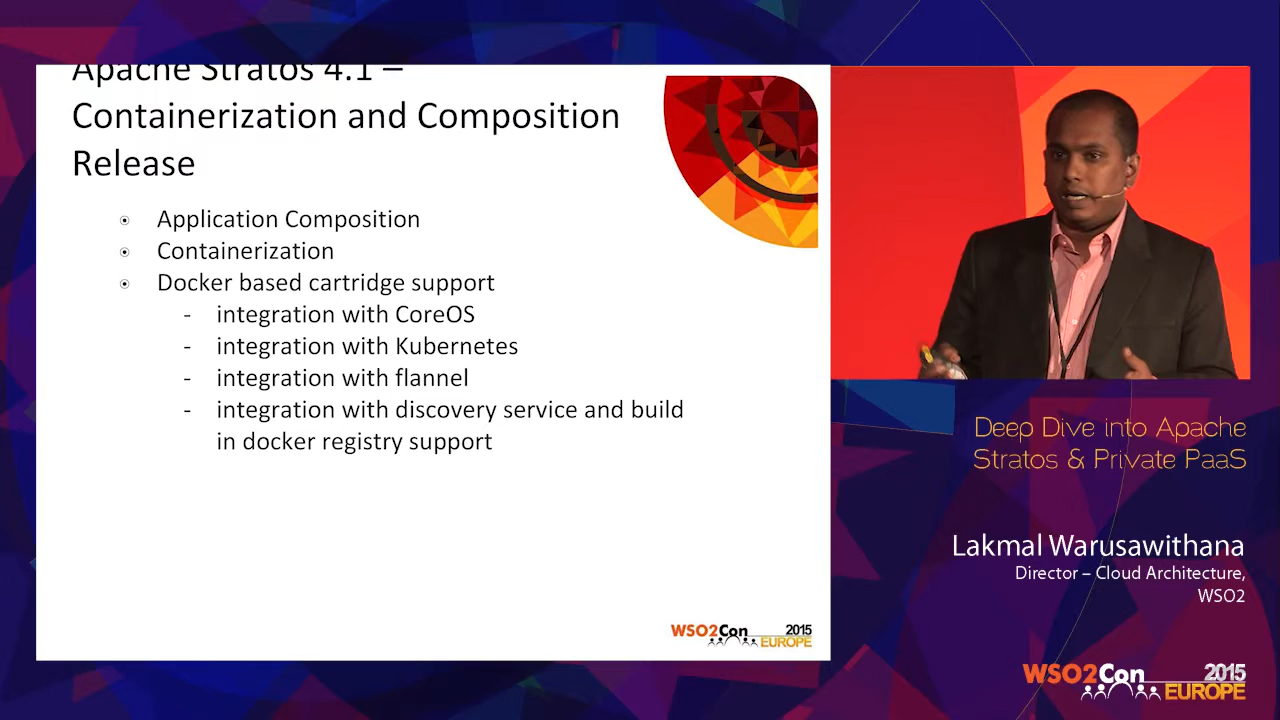 Apache Stratos 4.1 –
Containerization and Composition
Release
Application Composition
Containerization
Docker based cartridge support
- integration with CoreOS
- integration with Kubernetes
- integration with flannel
- integration with discovery service and build
in docker registry support
WSO2Con 2015
EUROPE
Deep Dive into Apache
Stratos & Private PaaS
Lakmal Warusawithana
Director – Cloud Architecture,
WSO2
WSO2Con 2015
EUROPE